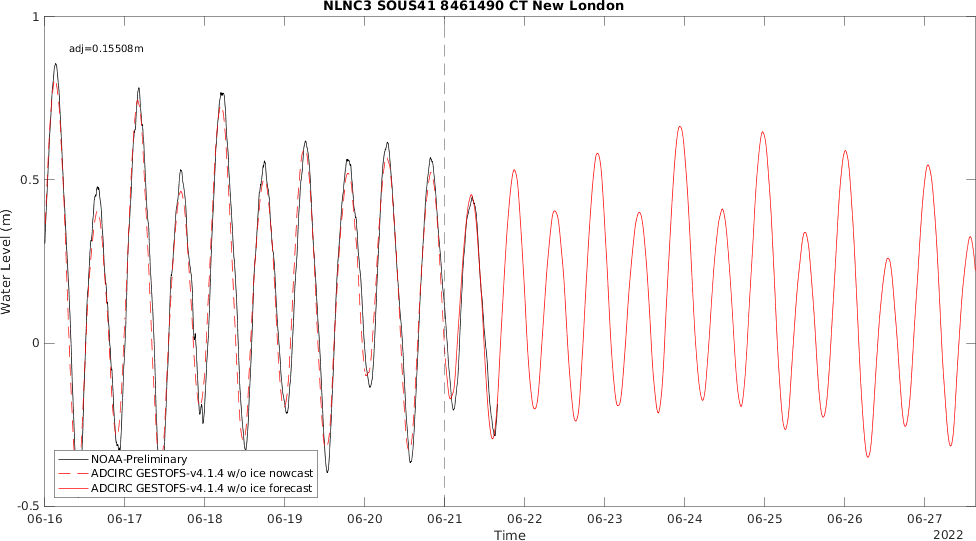 NLNC3 SOUS41 8461490 CT New London
adj=0.15508m
1
0.5
0
-0.5
Water Level (m)
NOAA-Preliminary
ADCIRC GESTOFS-v4.1.4 w/o ice nowcast
ADCIRC GESTOFS-v4.1.4 w/o ice forecast
06-16 06-17 06-18 06-19 06-20 06-21 06-22 06-23 06-24 06-25 06-26 06-27
Time
2022